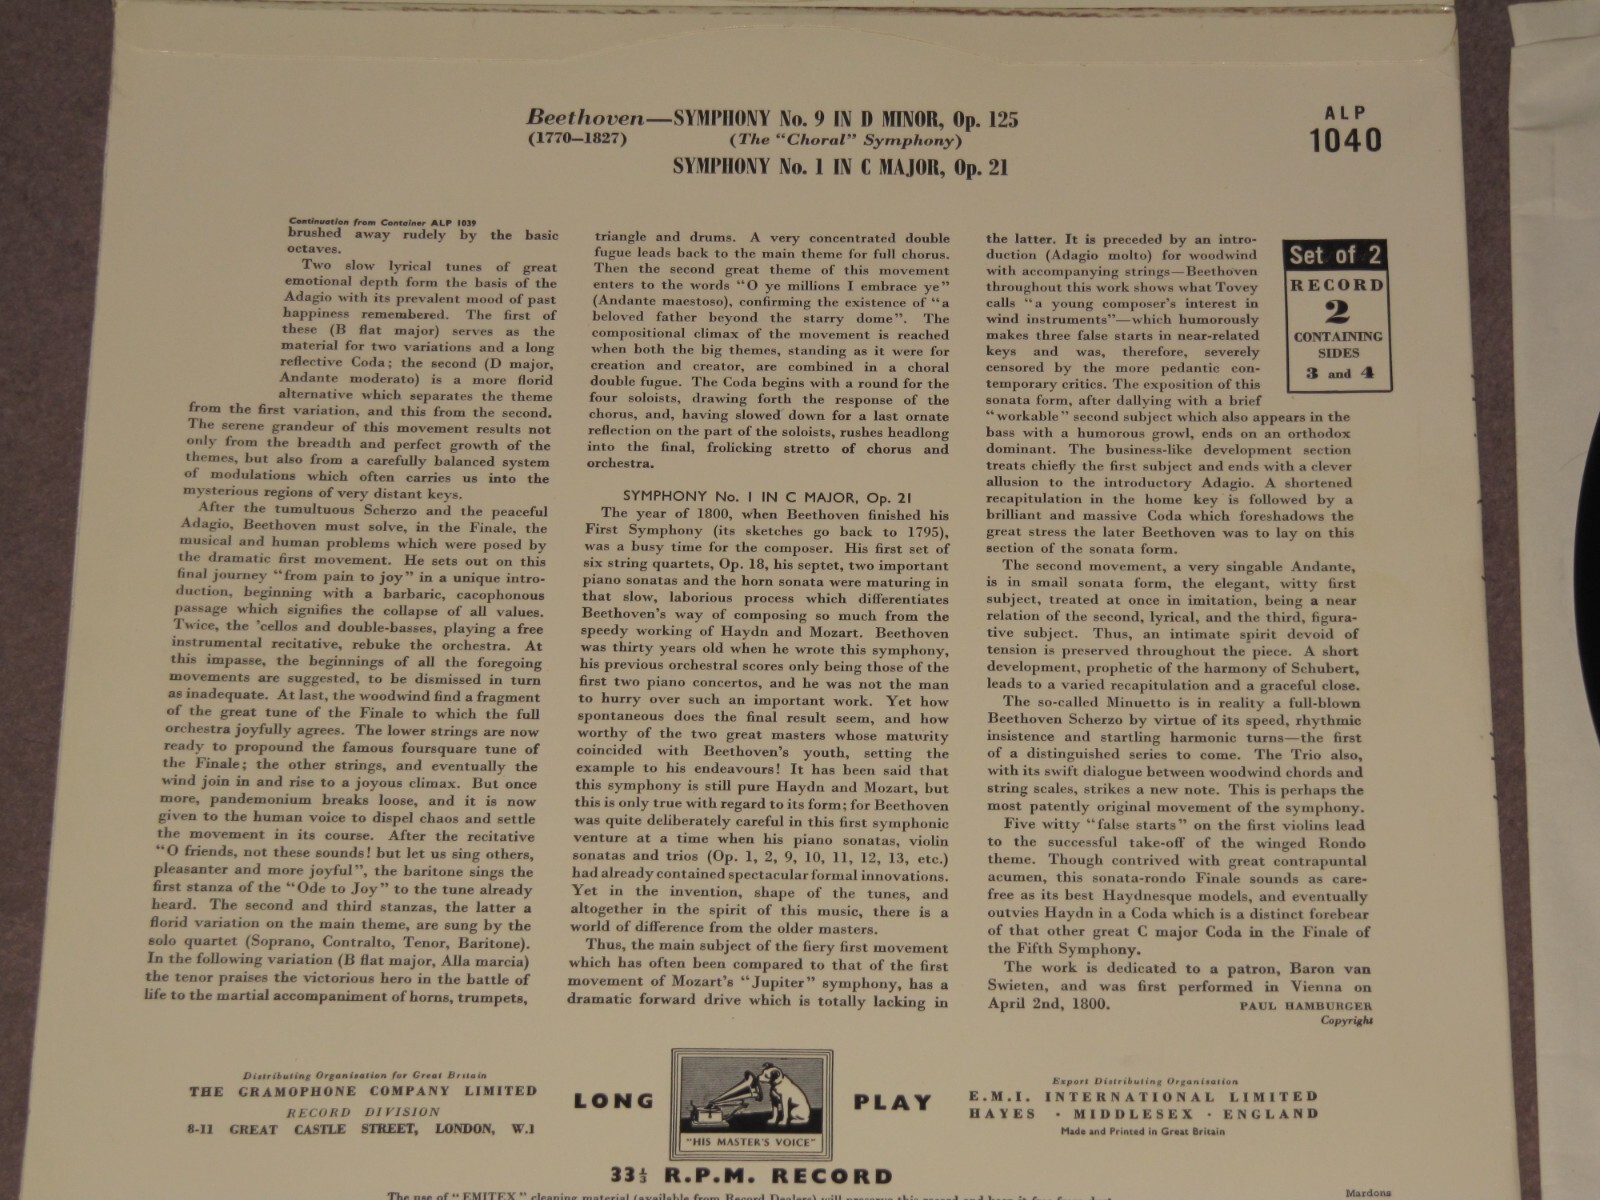 Beethoven—SYMPHONY No. 9 IN D MINOR, Op. 125
(1770–1827) (The "Choral" Symphony)
SYMPHONY No. 1 IN C MAJOR, Op. 21
ALP
1040
Continuation from Container ALP 1039
brushed away rudely by the basic
octaves.
Two slow lyrical tunes of great
emotional depth form the basis of the
Adagio with its prevalent mood of past
happiness remembered. The first of
these (B flat major) serves as the
material for two variations and a long
reflective Coda; the second (D major,
Andante moderato) is a more florid
alternative which separates the theme
from the first variation, and this from the second.
The serene grandeur of this movement results not
only from the breadth and perfect growth of the
themes, but also from a carefully balanced system
of modulations which often carries us into the
mysterious regions of very distant keys.
After the tumultuous Scherzo and the peaceful
Adagio, Beethoven must solve, in the Finale, the
musical and human problems which were posed by
the dramatic first movement. He sets out on this
final journey "from pain to joy" in a unique intro-
duction, beginning with a barbaric, cacophonous
passage which signifies the collapse of all values.
Twice, the 'cellos and double-basses, playing a free
instrumental recitative, rebuke the orchestra. At
this impasse, the beginnings of all the foregoing
movements are suggested, to be dismissed in turn
as inadequate. At last, the woodwind find a fragment
of the great tune of the Finale to which the full
orchestra joyfully agrees. The lower strings are now
ready to propound the famous foursquare tune of
the Finale; the other strings, and eventually the
wind join in and rise to a joyous climax. But once
more, pandemonium breaks loose, and it is now
given to the human voice to dispel chaos and settle
the movement in its course. After the recitative
"O friends, not these sounds! but let us sing others,
pleasanter and more joyful", the baritone sings the
first stanza of the "Ode to Joy" to the tune already
heard. The second and third stanzas, the latter a
florid variation on the main theme, are sung by the
solo quartet (Soprano, Contralto, Tenor, Baritone).
In the following variation (B flat major, Alla marcia)
the tenor praises the victorious hero in the battle of
life to the martial accompaniment of horns, trumpets,
triangle and drums. A very concentrated double
fugue leads back to the main theme for full chorus.
Then the second great theme of this movement
enters to the words "O ye millions I embrace ye"
(Andante maestoso), confirming the existence of "a
beloved father beyond the starry dome". The
compositional climax of the movement is reached
when both the big themes, standing as it were for
creation and creator, are combined in a choral
double fugue. The Coda begins with a round for the
four soloists, drawing forth the response of the
chorus, and, having slowed down for a last ornate
reflection on the part of the soloists, rushes headlong
into the final, frolicking stretto of chorus and
orchestra.
SYMPHONY No. 1 IN C MAJOR, Op. 21
The year of 1800, when Beethoven finished his
First Symphony (its sketches go back to 1795),
was a busy time for the composer. His first set of
six string quartets, Op. 18, his septet, two important
piano sonatas and the horn sonata were maturing in
that slow, laborious process which differentiates
Beethoven's way of composing so much from the
speedy working of Haydn and Mozart. Beethoven
was thirty years old when he wrote this symphony,
his previous orchestral scores only being those of the
first two piano concertos, and he was not the man
to hurry over such an important work. Yet how
spontaneous does the final result seem, and how
worthy of the two great masters whose maturity
coincided with Beethoven's youth, setting the
example to his endeavours! It has been said that
this symphony is still pure Haydn and Mozart, but
this is only true with regard to its form; for Beethoven
was quite deliberately careful in this first symphonic
venture at a time when his piano sonatas, violin
sonatas and trios (Op. 1, 2, 9, 10, 11, 12, 13, etc.)
had already contained spectacular formal innovations.
Yet in the invention, shape of the tunes, and
altogether in the spirit of this music, there is a
world of difference from the older masters.
Thus, the main subject of the fiery first movement
which has often been compared to that of the first
movement of Mozart's "Jupiter" symphony, has a
dramatic forward drive which is totally lacking in
the latter. It is preceded by an intro-
duction (Adagio molto) for woodwind
with accompanying strings—Beethoven
throughout this work shows what Tovey
calls "a young composer's interest in
wind instruments"—which humorously
makes three false starts in near-related
keys and was, therefore, severely
censored by the more pedantic con-
temporary critics. The exposition of this
sonata form, after dallying with a brief
"workable" second subject which also appears in the
bass with a humorous growl, ends on an orthodox
dominant. The business-like development section
treats chiefly the first subject and ends with a clever
allusion to the introductory Adagio. A shortened
recapitulation in the home key is followed by a
brilliant and massive Coda which foreshadows the
great stress the later Beethoven was to lay on this
section of the sonata form.
The second movement, a very singable Andante,
is in small sonata form, the elegant, witty first
subject, treated at once in imitation, being a near
relation of the second, lyrical, and the third, figura-
tive subject. Thus, an intimate spirit devoid of
tension is preserved throughout the piece. A short
development, prophetic of the harmony of Schubert,
leads to a varied recapitulation and a graceful close.
The so-called Minuetto is in reality a full-blown
Beethoven Scherzo by virtue of its speed, rhythmic
insistence and startling harmonic turns—the first
of a distinguished series to come. The Trio also,
with its swift dialogue between woodwind chords and
string scales, strikes a new note. This is perhaps the
most patently original movement of the symphony.
Five witty "false starts" on the first violins lead
to the successful take-off of the winged Rondo
theme. Though contrived with great contrapuntal
acumen, this sonata-rondo Finale sounds as care-
free as its best Haydnesque models, and eventually
outvies Haydn in a Coda which is a distinct forebear
of that other great C major Coda in the Finale of
the Fifth Symphony.
The work is dedicated to a patron, Baron van
Swieten, and was first performed in Vienna on
April 2nd, 1800. PAUL HAMBURGER
Copyright
Set of 2
RECORD
2
CONTAINING
SIDES
3 and 4
Distributing Organisation for Great Britain
THE GRAMOPHONE COMPANY LIMITED
RECORD DIVISION
8-11 GREAT CASTLE STREET, LONDON, W.1
LONG PLAY
"HIS MASTER'S VOICE"
33⅓ R.P.M. RECORD
Export Distributing Organisation
E.M.I. INTERNATIONAL LIMITED
HAYES · MIDDLESEX · ENGLAND
Made and Printed in Great Britain
The use of "EMITEX" cleaning material (available from Record Dealers) will preserve this record and keep it free from dust
Mardons